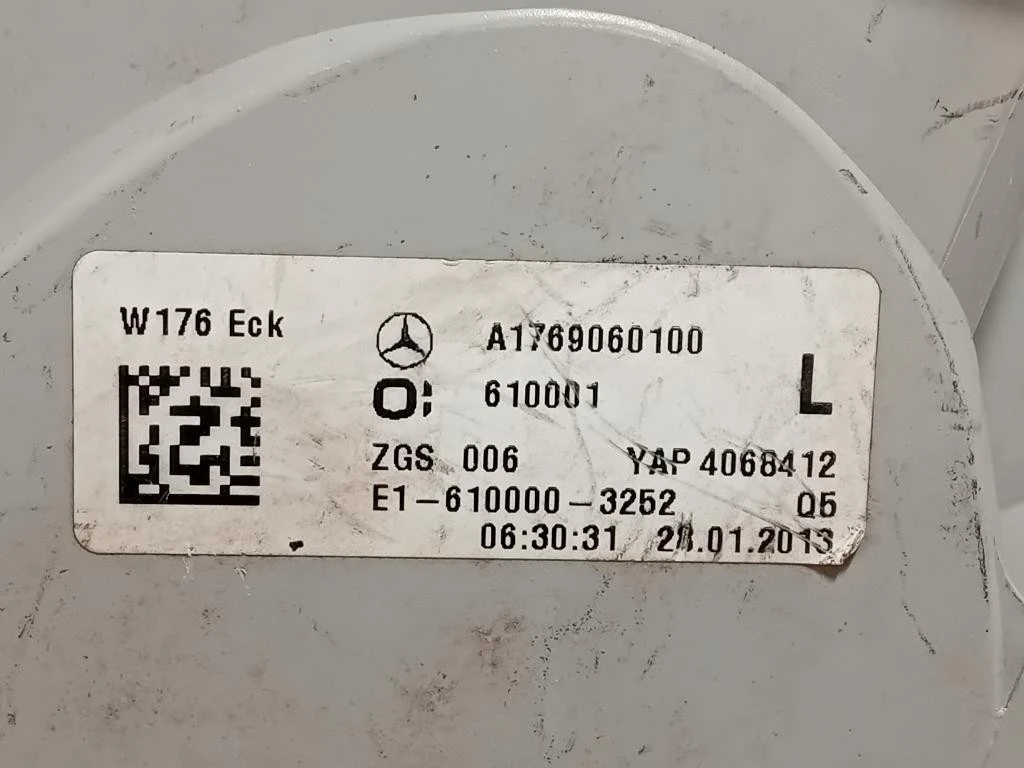 W176 Eck
A1769060100
610001
L
ZGS 006 YAP 4068412
E1-610000-3252 Q5
06:30:31